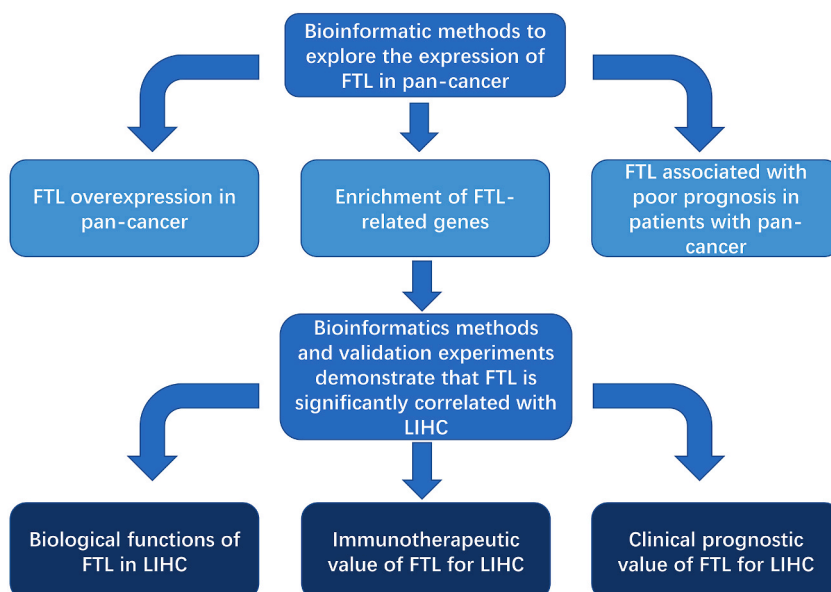 Bioinformatic methods to
explore the expression of
FTL in pan-cancer
FTL overexpression in
pan-cancer
Enrichment of FTL-
related genes
FTL associated with
poor prognosis in
patients with pan-
cancer
Bioinformatics methods
and validation experiments
demonstrate that FTL is
significantly correlated with
LIHC
Biological functions of
FTL in LIHC
Immunotherapeutic
value of FTL for LIHC
Clinical prognostic
value of FTL for LIHC